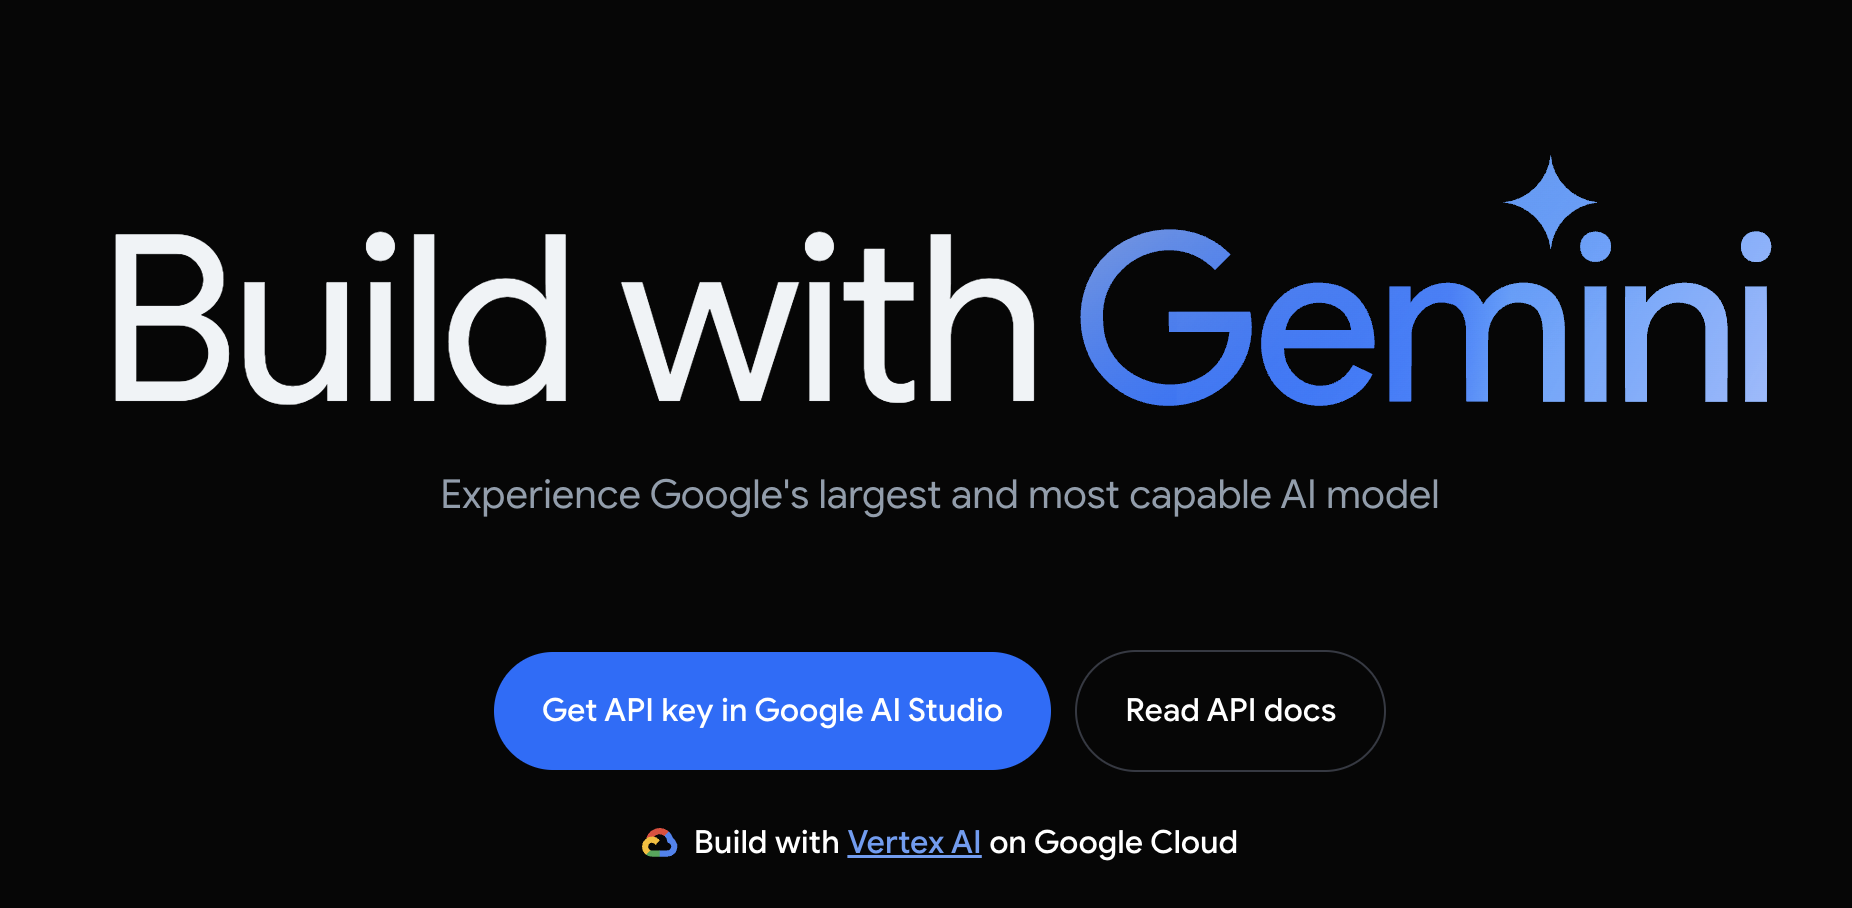 Build with Gemini
Experience Google's largest and most capable AI model
Get API key in Google AI Studio
Read API docs
Build with Vertex AI on Google Cloud